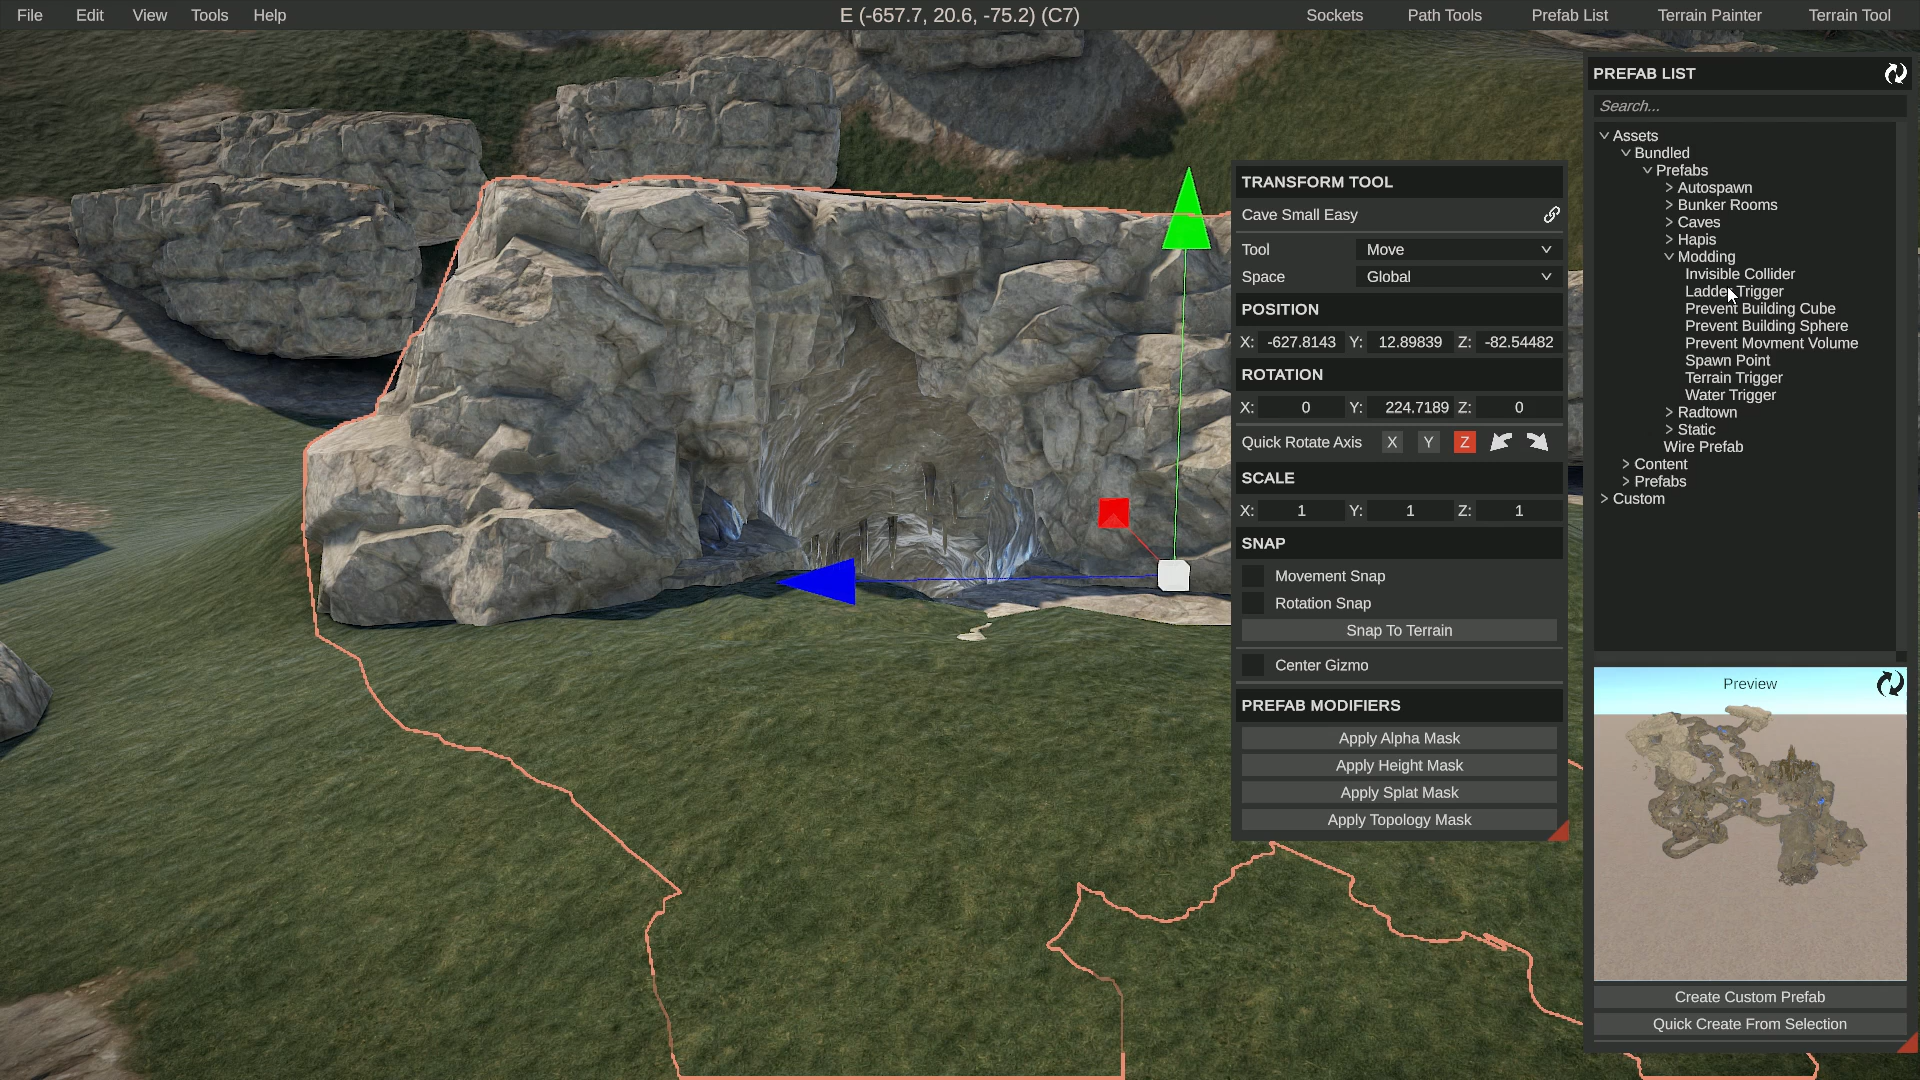 File Edit View Tools Help
E (-657.7, 20.6, -75.2) (C7)
Sockets Path Tools Prefab List Terrain Painter Terrain Tool
TRANSFORM TOOL
Cave Small Easy
Tool Move
Space Global
POSITION
X: -627.8143 Y: 12.89839 Z: -82.54482
ROTATION
X: 0 Y: 224.7189 Z: 0
Quick Rotate Axis X Y Z
SCALE
X: 1 Y: 1 Z: 1
SNAP
Movement Snap
Rotation Snap
Snap To Terrain
Center Gizmo
PREFAB MODIFIERS
Apply Alpha Mask
Apply Height Mask
Apply Splat Mask
Apply Topology Mask
PREFAB LIST
Search...
Assets
Bundled
Prefabs
Autospawn
Bunker Rooms
Caves
Hapis
Modding
Invisible Collider
Ladder Trigger
Prevent Building Cube
Prevent Building Sphere
Prevent Movment Volume
Spawn Point
Terrain Trigger
Water Trigger
Radtown
Static
Wire Prefab
Content
Prefabs
Custom
Preview
Create Custom Prefab
Quick Create From Selection